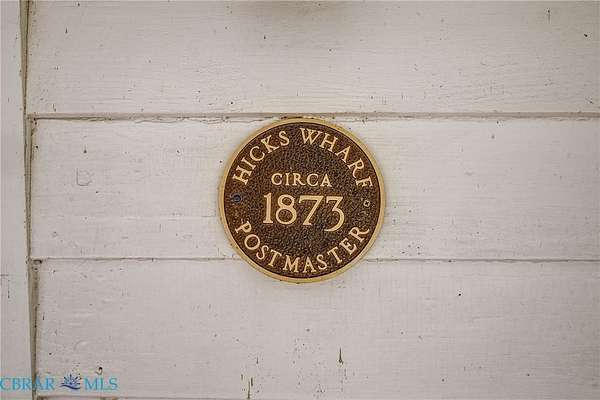 HICKS WHARF
CIRCA
1873
POSTMASTER
CBRAR MLS